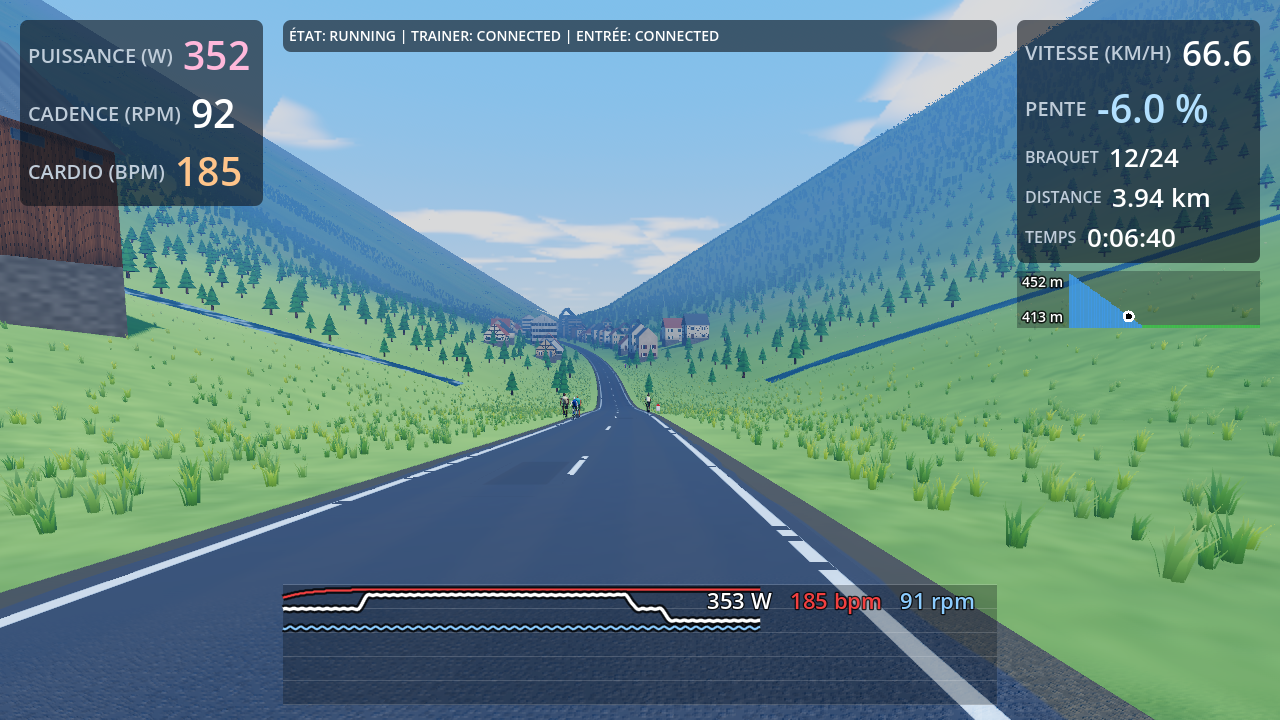 PUISSANCE (W) 352
CADENCE (RPM) 92
CARDIO (BPM) 185
ÉTAT: RUNNING | TRAINER: CONNECTED | ENTRÉE: CONNECTED
VITESSE (KM/H) 66.6
PENTE -6.0 %
BRAQUET 12/24
DISTANCE 3.94 km
TEMPS 0:06:40
452 m
413 m
353 W 185 bpm 91 rpm